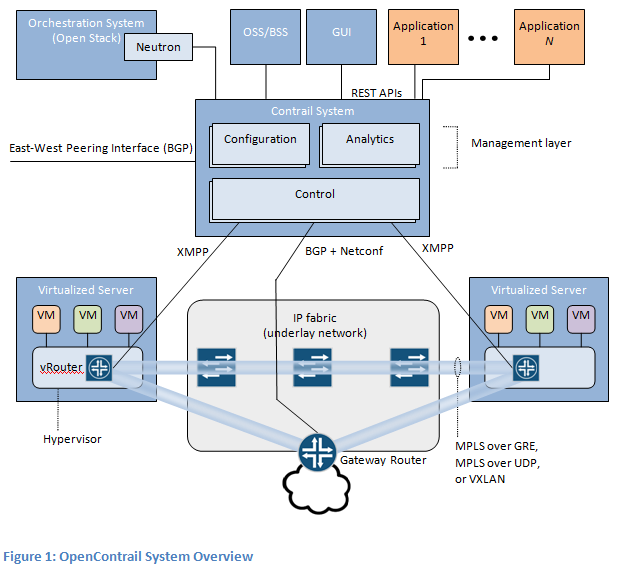 Orchestration System
(Open Stack)
Neutron
OSS/BSS
GUI
Application
1
Application
N
REST APIs
Contrail System
Configuration
Analytics
Management layer
East-West Peering Interface (BGP)
Control
XMPP
BGP + Netconf
XMPP
Virtualized Server
VM
VM
VM
vRouter
Hypervisor
IP fabric
(underlay network)
Virtualized Server
VM
VM
VM
Gateway Router
MPLS over GRE,
MPLS over UDP,
or VXLAN
Figure 1: OpenContrail System Overview